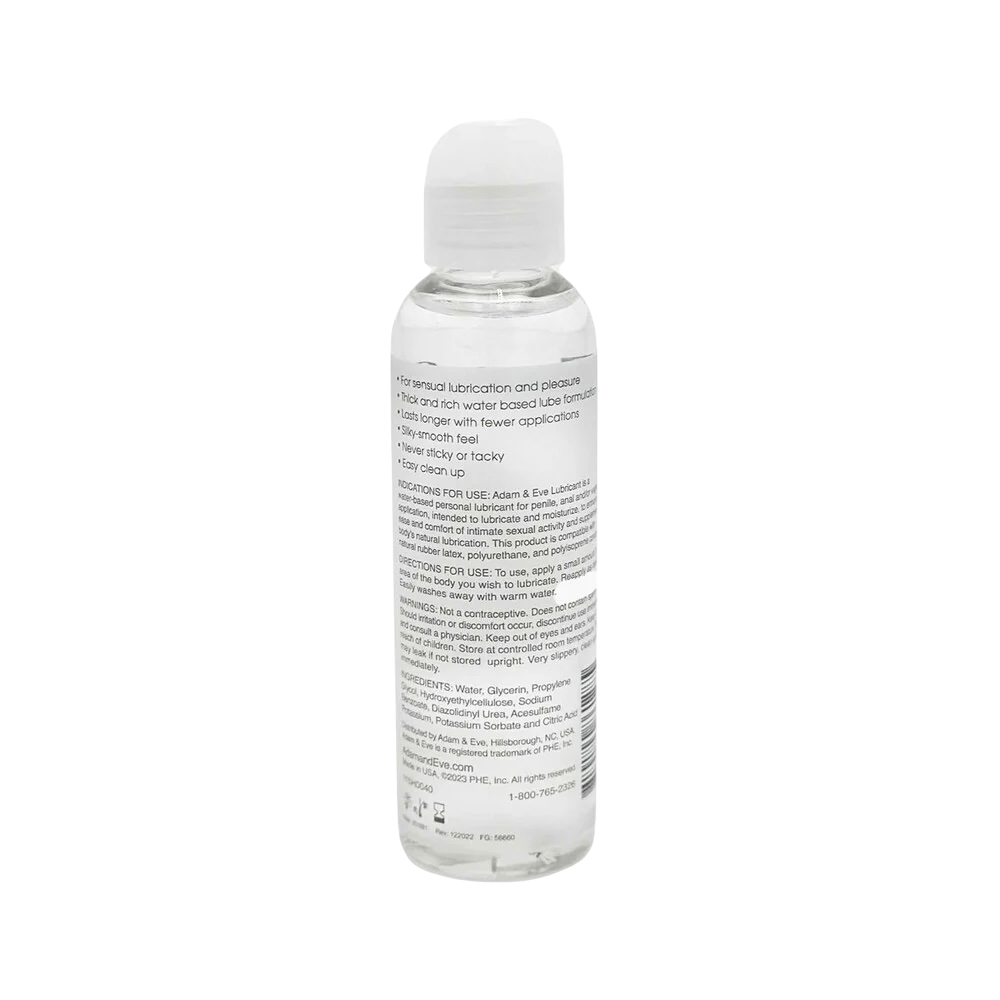 • For sensual lubrication and pleasure
• Thick and rich water based lube formulation
• Lasts longer with fewer applications
• Silky-smooth feel
• Never sticky or tacky
• Easy clean up
INDICATIONS FOR USE: Adam & Eve Lubricant is a
water-based personal lubricant for penile, anal and/or
application, intended to lubricate and moisturize, to
ease and comfort of intimate sexual activity and
body's natural lubrication. This product is compatible with
natural rubber latex, polyurethane, and polyisoprene
DIRECTIONS FOR USE: To use, apply a small amount
area of the body you wish to lubricate. Reapply as
Easily washes away with warm water.
WARNINGS: Not a contraceptive. Does not contain
Should irritation or discomfort occur, discontinue use
and consult a physician. Keep out of eyes and ears. Keep
reach of children. Store at controlled room temperature.
may leak if not stored upright. Very slippery,
immediately.
INGREDIENTS: Water, Glycerin, Propylene
Glycol, Hydroxyethylcellulose, Sodium
Benzoate, Diazolidinyl Urea, Acesulfame
Potassium, Potassium Sorbate and Citric Acid
Distributed by Adam & Eve, Hillsborough, NC, USA
Adam & Eve is a registered trademark of PHE, Inc.
AdamandEve.com
Made in USA, ©2023 PHE, Inc. All rights reserved.
1-800-765-2326
Rev: 122022 FG: 56660